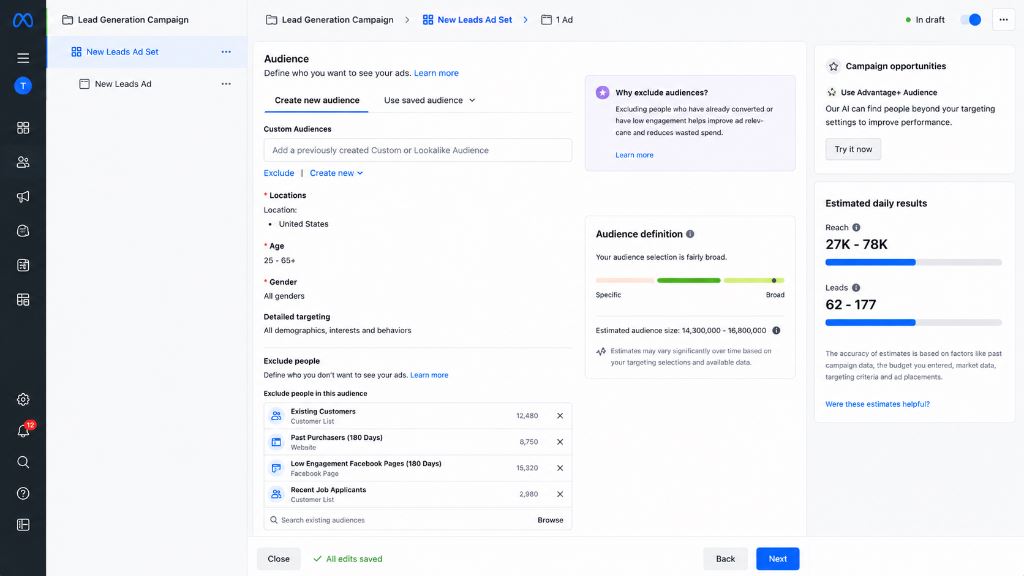 Lead Generation Campaign
New Leads Ad Set
New Leads Ad
T
12
Lead Generation Campaign > New Leads Ad Set > 1 Ad
In draft
Audience
Define who you want to see your ads. Learn more
Create new audience Use saved audience
Custom Audiences
Add a previously created Custom or Lookalike Audience
Exclude | Create new
* Locations
Location:
• United States
* Age
25 - 65+
* Gender
All genders
Detailed targeting
All demographics, interests and behaviors
Exclude people
Define who you don't want to see your ads. Learn more
Exclude people in this audience
Existing Customers
Customer List
12,480
Past Purchasers (180 Days)
Website
8,750
Low Engagement Facebook Pages (180 Days)
Facebook Page
15,320
Recent Job Applicants
Customer List
2,980
Search existing audiences Browse
Why exclude audiences?
Excluding people who have already converted or
have low engagement helps improve ad relev-
cane and reduces wasted spend.
Learn more
Audience definition
Your audience selection is fairly broad.
Specific Broad
Estimated audience size: 14,300,000 - 16,800,000
Estimates may vary significantly over time based on
your targeting selections and available data.
Campaign opportunities
Use Advantage+ Audience
Our AI can find people beyond your targeting
settings to improve performance.
Try it now
Estimated daily results
Reach
27K - 78K
Leads
62 - 177
The accuracy of estimates is based on factors like past
campaign data, the budget you entered, market data,
targeting criteria and ad placements.
Were these estimates helpful?
Close All edits saved Back Next